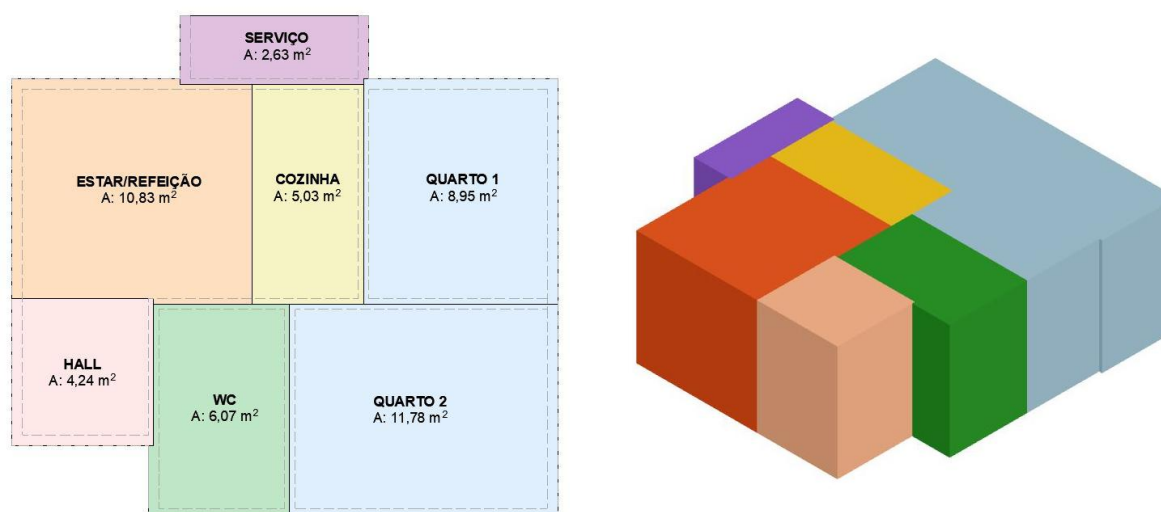 SERVIÇO
A: 2,63 m²
ESTAR/REFEIÇÃO
A: 10,83 m²
COZINHA
A: 5,03 m²
QUARTO 1
A: 8,95 m²
HALL
A: 4,24 m²
WC
A: 6,07 m²
QUARTO 2
A: 11,78 m²